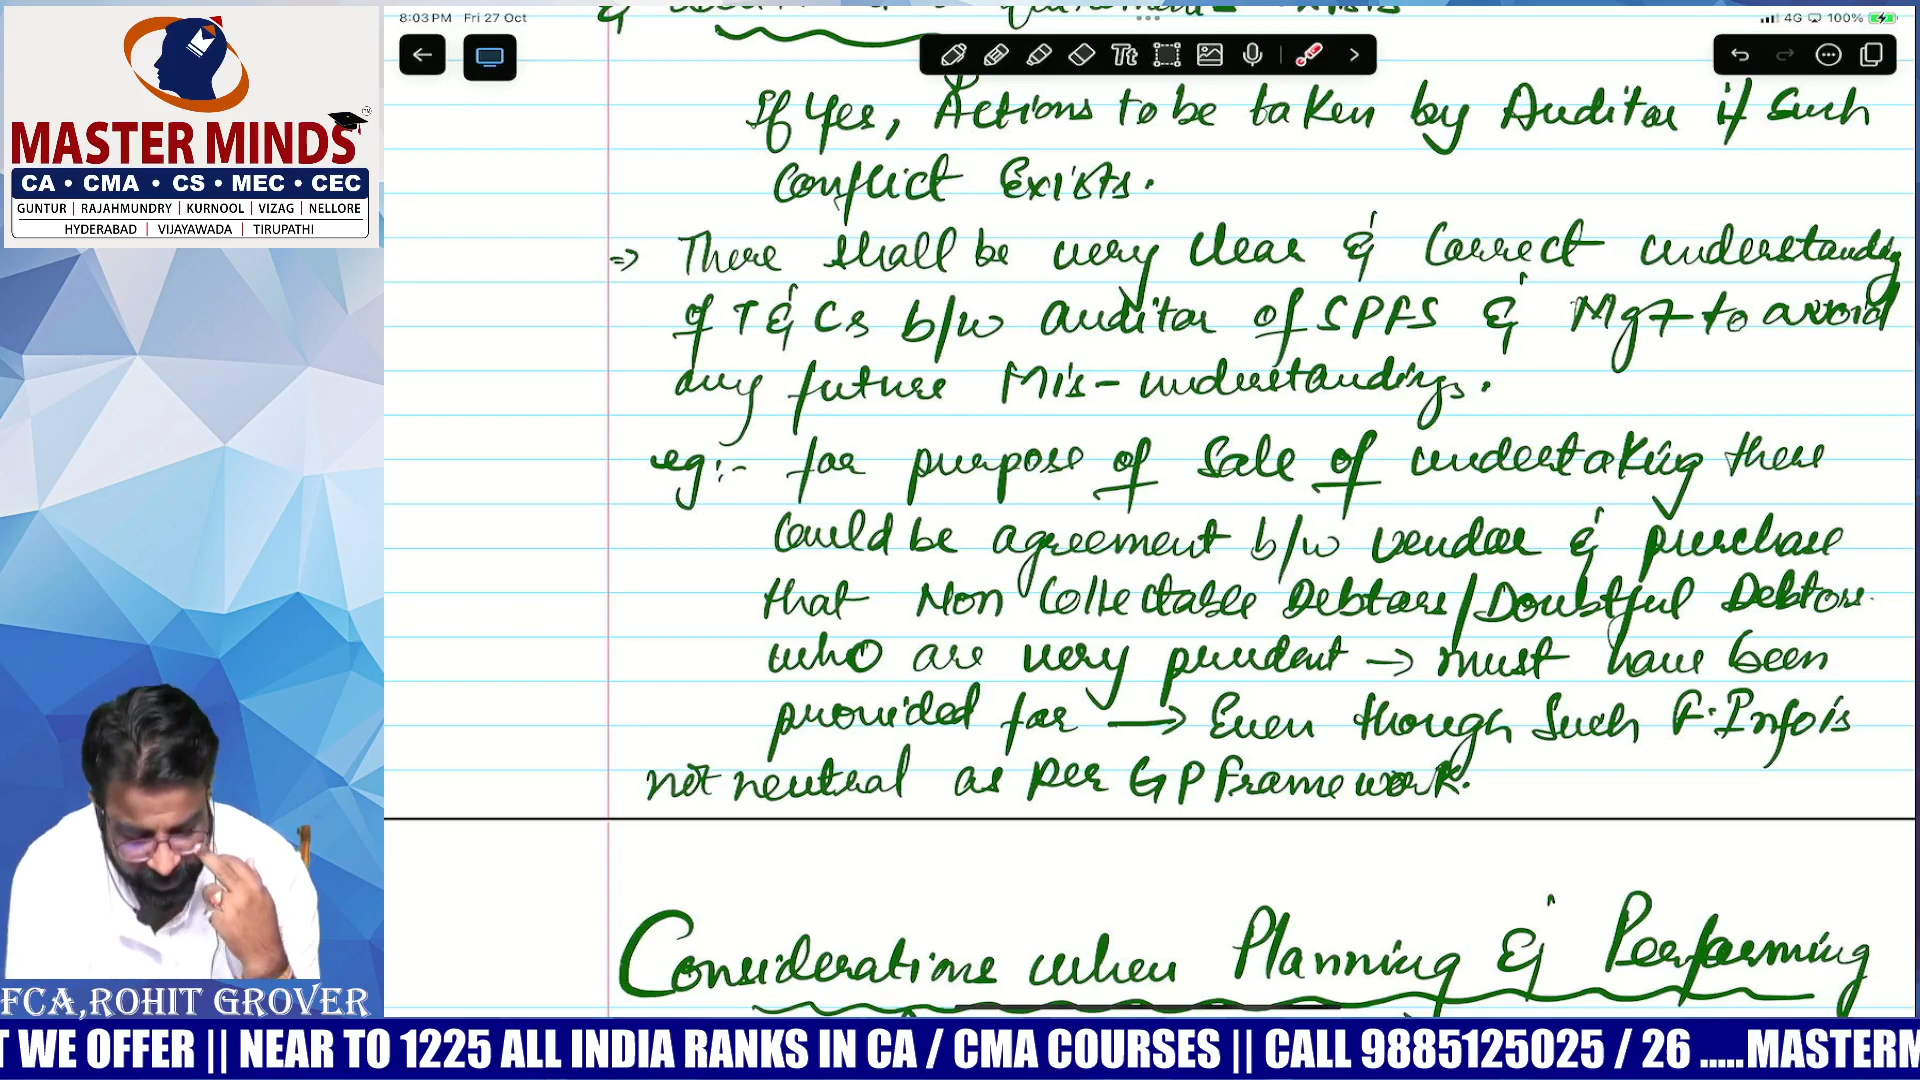 8:03 PM Fri 27 Oct
4G 100%
Tt
MASTER MINDS
CA • CMA • CS • MEC • CEC
GUNTUR | RAJAHMUNDRY | KURNOOL | VIZAG | NELLORE
HYDERABAD | VIJAYAWADA | TIRUPATHI
If Yes, Actions to be taken by Auditor if such
Conflict Exists.
=> There shall be very clear & Correct understanding
of T & Cs b/w auditor of SPFS & Mgt to avoid
any future Mis-understandings.
eg:- for purpose of Sale of undertaking there
could be agreement b/w vendor & purchase
that Non Collectable Debtors/Doubtful Debtors
who are very prudent → must have been
provided for → Even though such F.Info is
not neutral as per GP Framework.
Considerations when Planning & Performing
FCA,ROHIT GROVER
T WE OFFER || NEAR TO 1225 ALL INDIA RANKS IN CA / CMA COURSES || CALL 9885125025 / 26 .....MASTERM